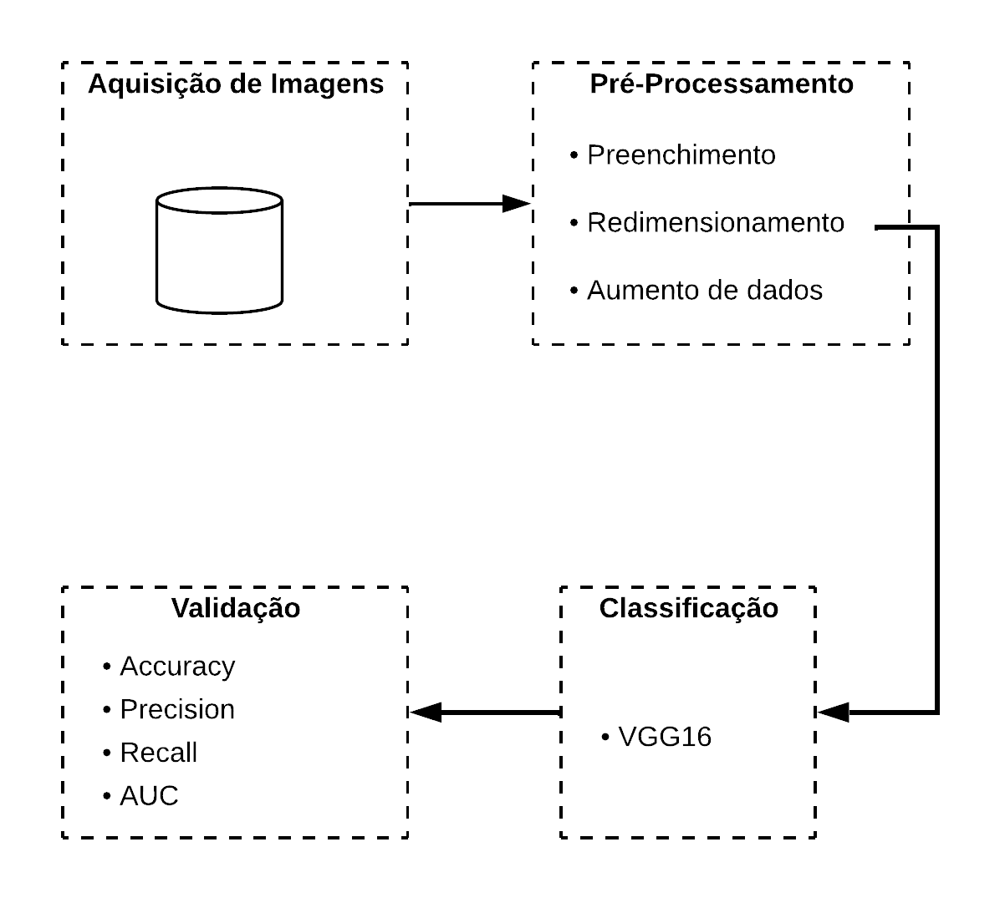 Aquisição de Imagens
Pré-Processamento
• Preenchimento
• Redimensionamento
• Aumento de dados
Validação
• Accuracy
• Precision
• Recall
• AUC
Classificação
• VGG16